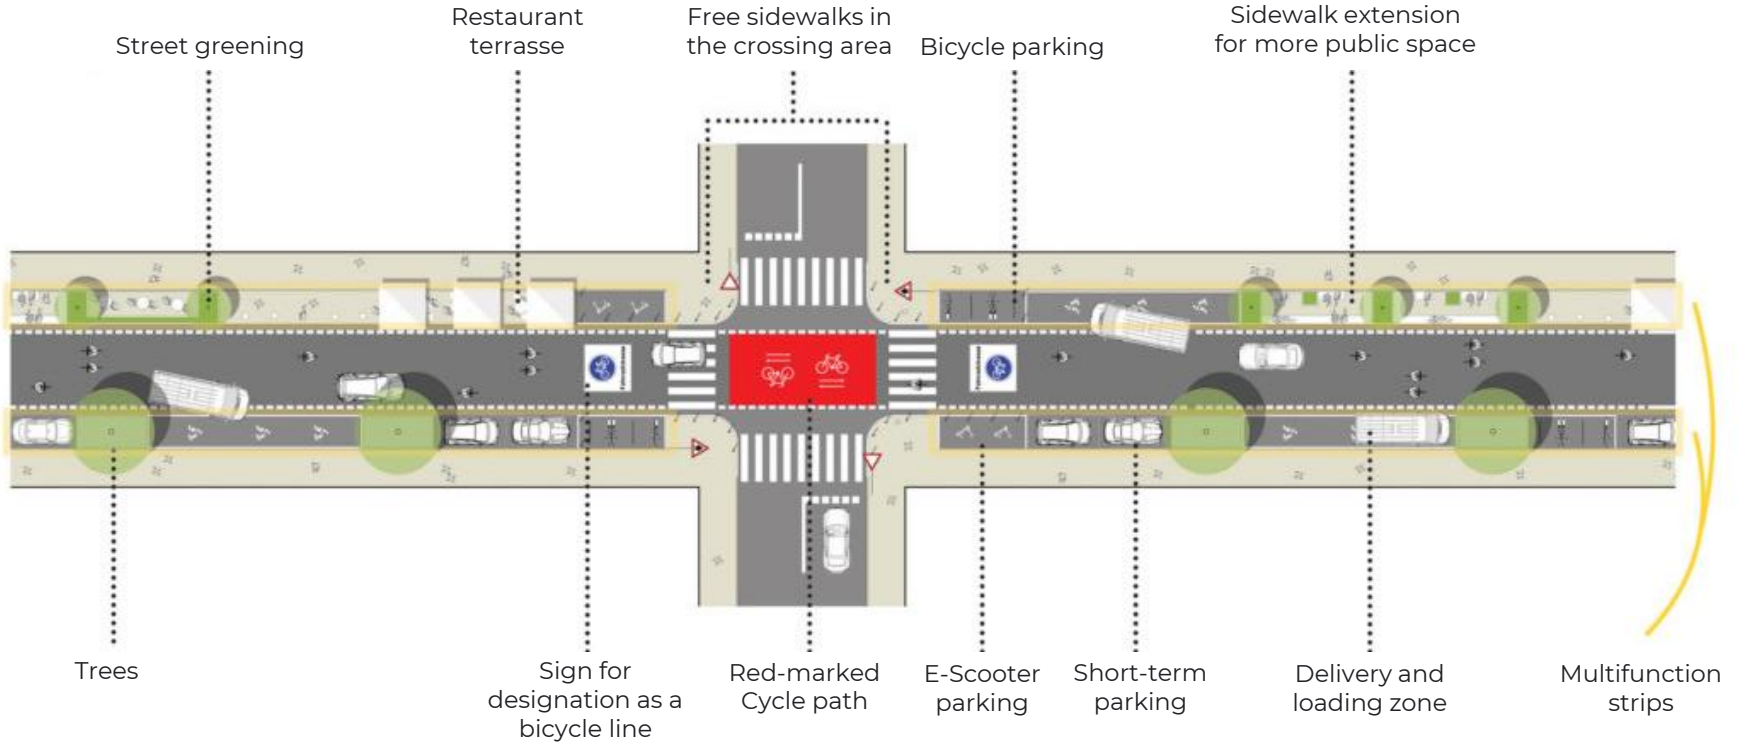 Street greening
Restaurant
terrasse
Free sidewalks in
the crossing area
Bicycle parking
Sidewalk extension
for more public space
Trees
Sign for
designation as a
bicycle line
Red-marked
Cycle path
E-Scooter
parking
Short-term
parking
Delivery and
loading zone
Multifunction
strips